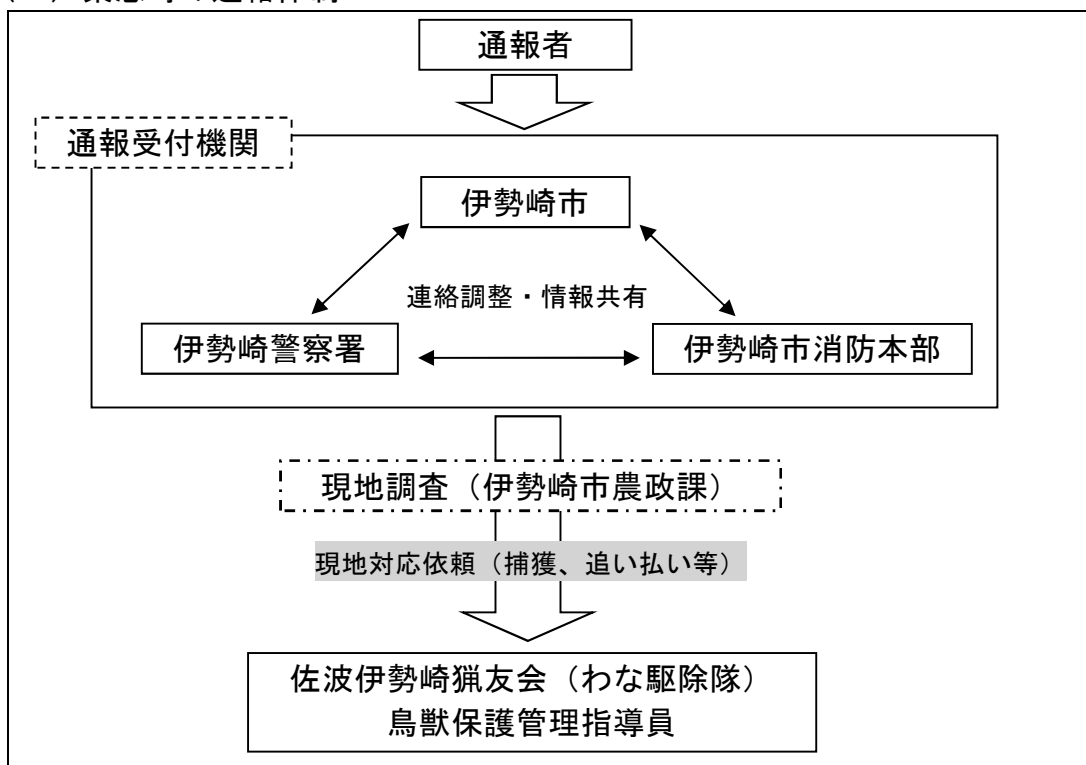 通報者
通報受付機関
伊勢崎市
連絡調整・情報共有
伊勢崎警察署
伊勢崎市消防本部
現地調査（伊勢崎市農政課）
現地対応依頼（捕獲、追い払い等）
佐波伊勢崎猟友会（わな駆除隊）
鳥獣保護管理指導員